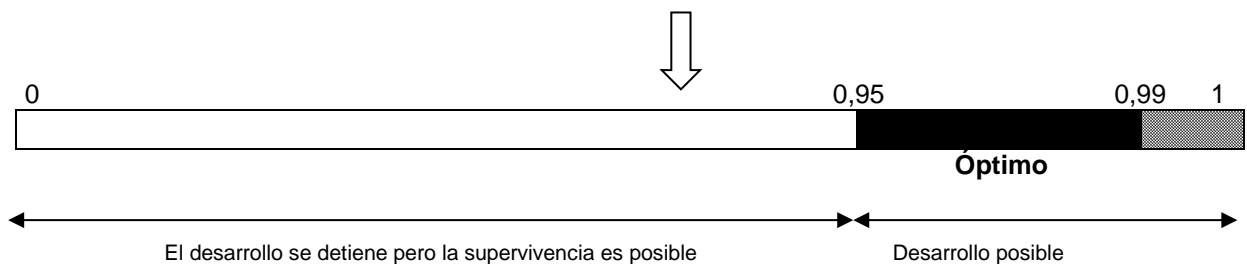 0 0,95 0,99 1
Óptimo
El desarrollo se detiene pero la supervivencia es posible Desarrollo posible